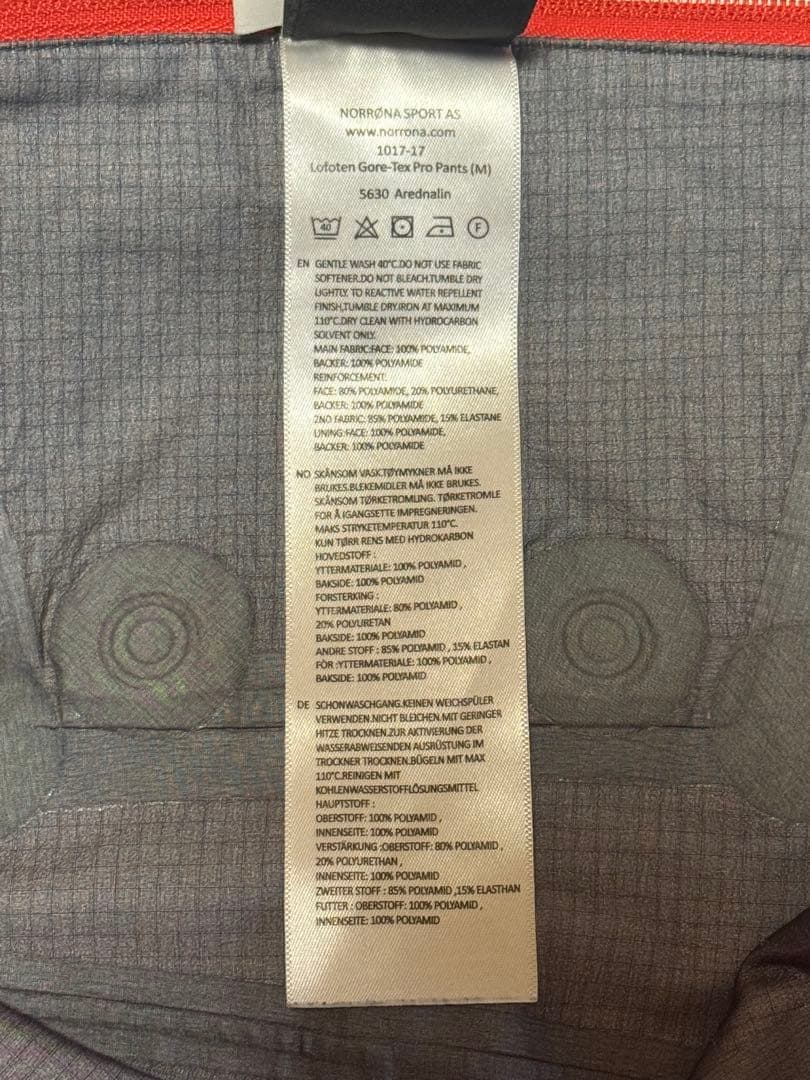 NORRØNA SPORT AS
www.norrona.com
1017-17
Lofoten Gore-Tex Pro Pants (M)
5630 Arednalin
40 F
EN GENTLE WASH 40°C.DO NOT USE FABRIC
SOFTENER.DO NOT BLEACH.TUMBLE DRY
LIGHTLY. TO REACTIVE WATER REPELLENT
FINISH,TUMBLE DRY.IRON AT MAXIMUM
110°C.DRY CLEAN WITH HYDROCARBON
SOLVENT ONLY.
MAIN FABRIC:FACE: 100% POLYAMIDE,
BACKER: 100% POLYAMIDE
REINFORCEMENT:
FACE: 80% POLYAMIDE, 20% POLYURETHANE,
BACKER: 100% POLYAMIDE
2ND FABRIC: 85% POLYAMIDE, 15% ELASTANE
LINING:FACE: 100% POLYAMIDE,
BACKER: 100% POLYAMIDE
NO SKÅNSOM VASK.TØYMYKNER MÅ IKKE
BRUKES.BLEKEMIDLER MÅ IKKE BRUKES.
SKÅNSOM TØRKETROMLING. TØRKETROMLE
FOR Å IGANGSETTE IMPREGNERINGEN.
MAKS STRYKETEMPERATUR 110°C.
KUN TØRR RENS MED HYDROKARBON
HOVEDSTOFF :
YTTERMATERIALE: 100% POLYAMID ,
BAKSIDE: 100% POLYAMID
FORSTERKING :
YTTERMATERIALE: 80% POLYAMID ,
20% POLYURETAN
BAKSIDE: 100% POLYAMID
ANDRE STOFF : 85% POLYAMID , 15% ELASTAN
FÔR :YTTERMATERIALE: 100% POLYAMID ,
BAKSIDE: 100% POLYAMID
DE SCHONWASCHGANG.KEINEN WEICHSPÜLER
VERWENDEN.NICHT BLEICHEN.MIT GERINGER
HITZE TROCKNEN.ZUR AKTIVIERUNG DER
WASSERABWEISENDEN AUSRÜSTUNG IM
TROCKNER TROCKNEN.BÜGELN MIT MAX
110°C.REINIGEN MIT
KOHLENWASSERSTOFFLÖSUNGSMITTEL
HAUPTSTOFF :
OBERSTOFF: 100% POLYAMID ,
INNENSEITE: 100% POLYAMID
VERSTÄRKUNG :OBERSTOFF: 80% POLYAMID ,
20% POLYURETHAN ,
INNENSEITE: 100% POLYAMID
ZWEITER STOFF : 85% POLYAMID ,15% ELASTHAN
FUTTER : OBERSTOFF: 100% POLYAMID ,
INNENSEITE: 100% POLYAMID